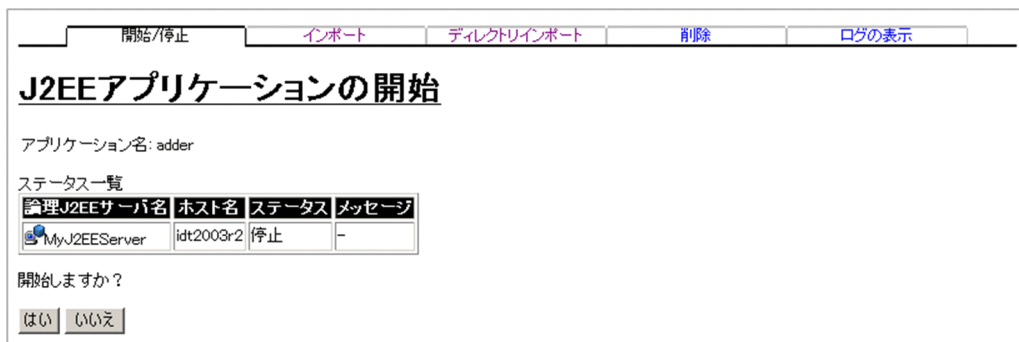 開始/停止 インポート ディレクトリインポート 削除 ログの表示
J2EEアプリケーションの開始
アプリケーション名: adder
ステータス一覧
論理J2EEサーバ名 ホスト名 ステータス メッセージ
MyJ2EEServer idt2003r2 停止 -
開始しますか？
はい いいえ